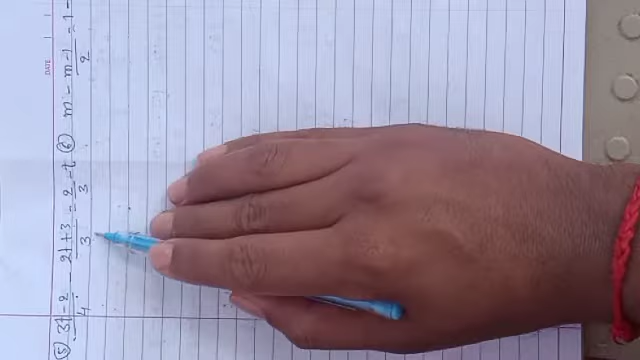 DATE
⑤ 3t-2/4 - 2t+3/3 = 2/3 - t ⑥ m - m-1/2 = 1 -